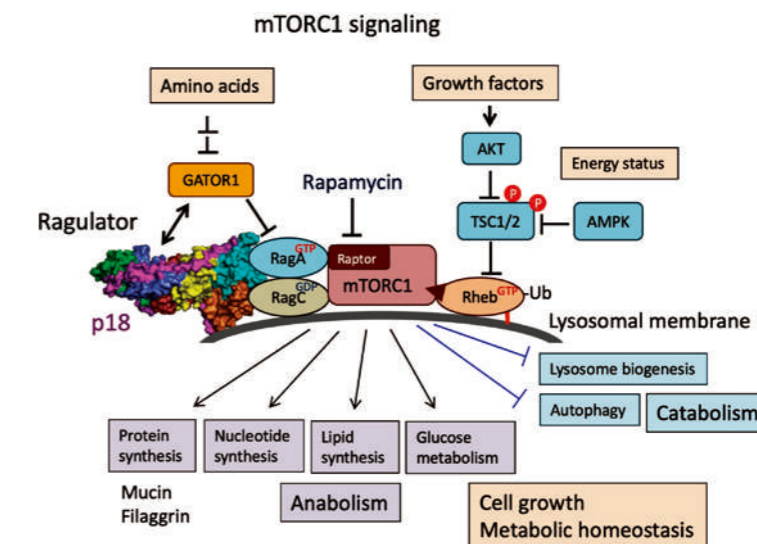 mTORC1 signaling
Amino acids
Growth factors
AKT
Energy status
GATOR1
Rapamycin
P
P
TSC1/2
AMPK
Ragulator
RagA GTP
Raptor
mTORC1
RagC GDP
Rheb GTP -Ub
p18
Lysosomal membrane
Lysosome biogenesis
Autophagy
Catabolism
Protein
synthesis
Nucleotide
synthesis
Lipid
synthesis
Glucose
metabolism
Mucin
Filaggrin
Anabolism
Cell growth
Metabolic homeostasis